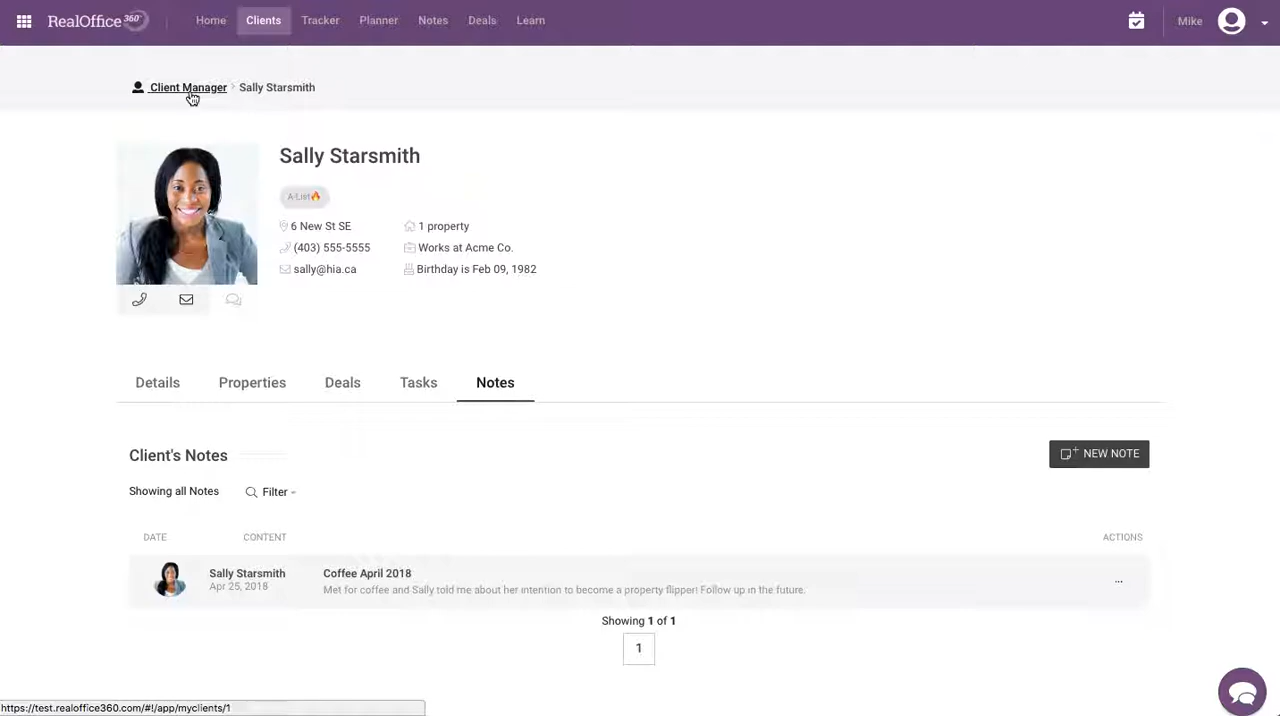 RealOffice360 Home Clients Tracker Planner Notes Deals Learn Mike
Client Manager > Sally Starsmith
Sally Starsmith
A-List🔥
6 New St SE 1 property
(403) 555-5555 Works at Acme Co.
sally@hia.ca Birthday is Feb 09, 1982
Details Properties Deals Tasks Notes
Client's Notes NEW NOTE
Showing all Notes Filter
DATE CONTENT ACTIONS
Sally Starsmith Coffee April 2018
Apr 25, 2018 Met for coffee and Sally told me about her intention to become a property flipper! Follow up in the future. ...
Showing 1 of 1
1
https://test.realoffice360.com/#!/app/myclients/1